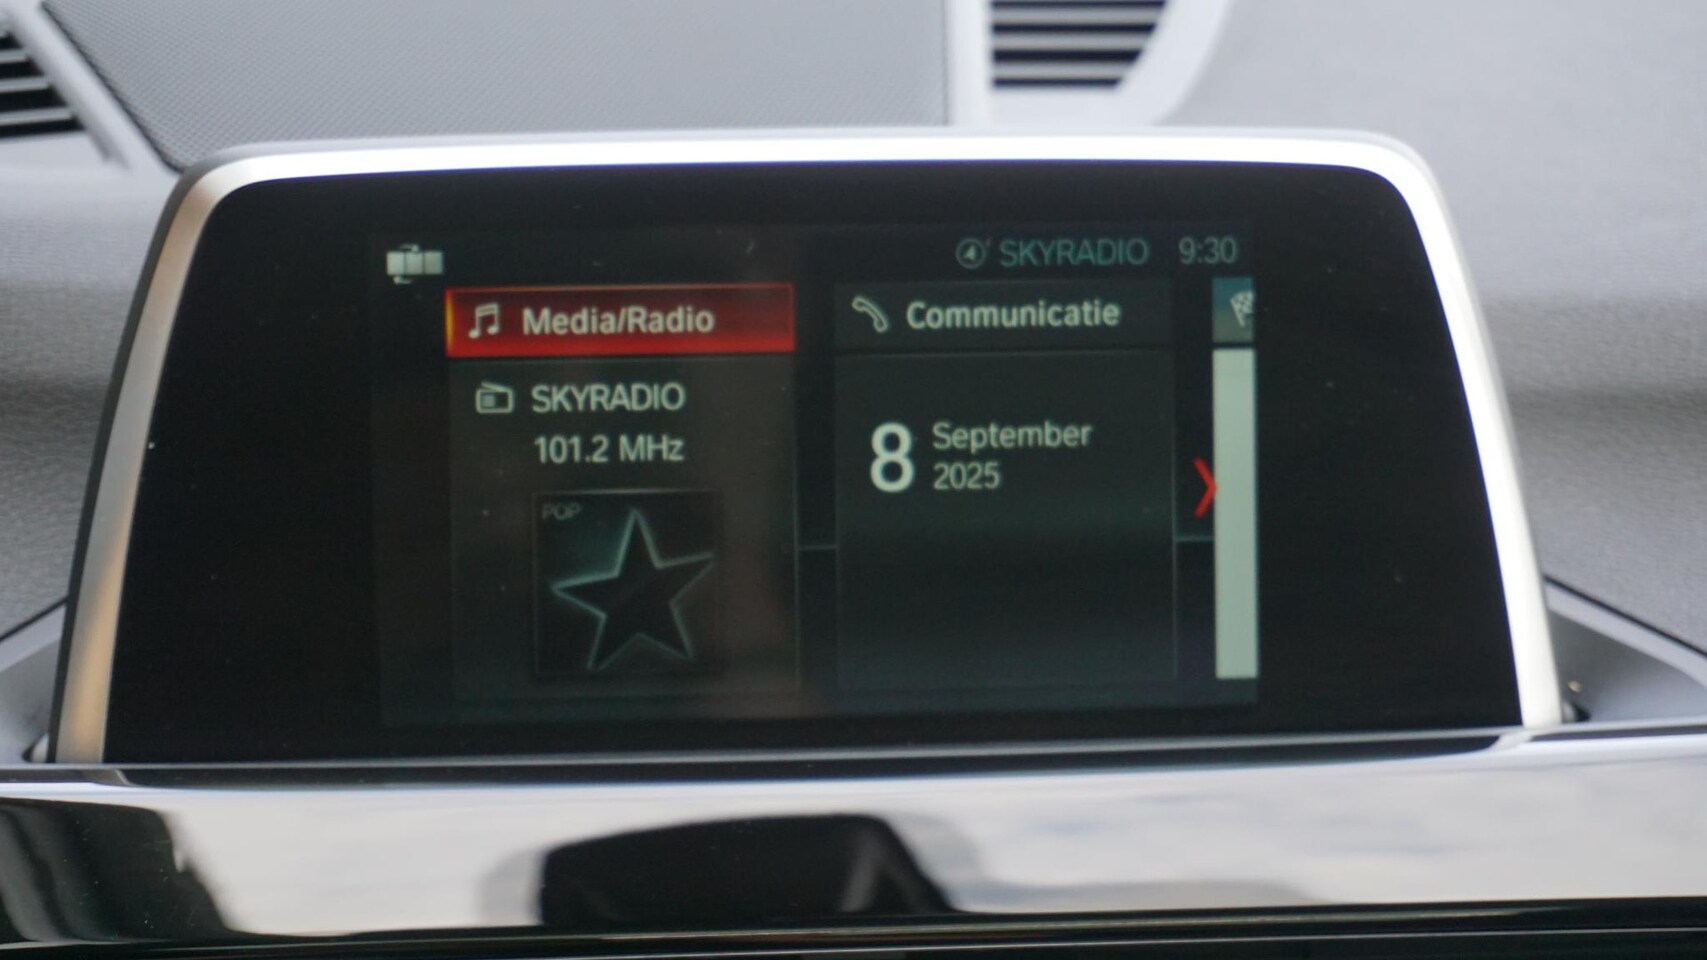 SKYRADIO 9:30
Media/Radio
SKYRADIO
101.2 MHz
POP
Communicatie
8 September
2025